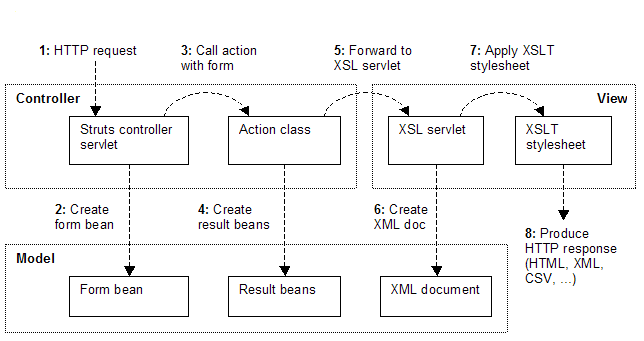 1: HTTP request
3: Call action
with form
5: Forward to
XSL servlet
7: Apply XSLT
stylesheet
Controller
View
Struts controller
servlet
Action class
XSL servlet
XSLT
stylesheet
2: Create
form bean
4: Create
result beans
6: Create
XML doc
8: Produce
HTTP response
(HTML, XML,
CSV, ...)
Model
Form bean
Result beans
XML document